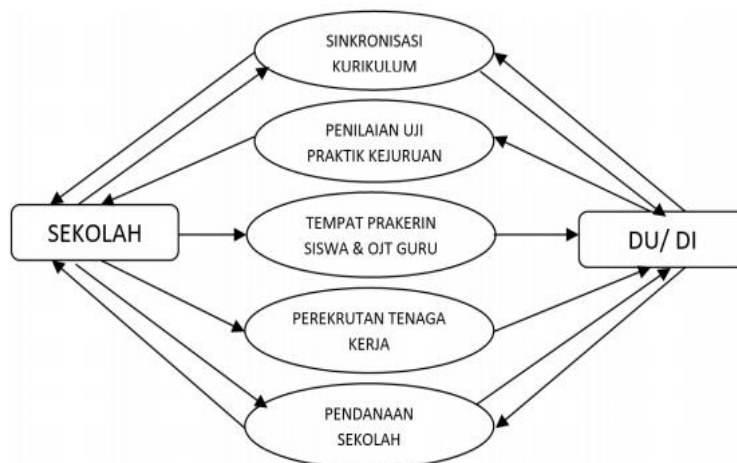 SINKRONISASI
KURIKULUM
PENILAIAN UJI
PRAKTIK KEJURUAN
SEKOLAH
TEMPAT PRAKERIN
SISWA & OJT GURU
DU/ DI
PEREKRUTAN TENAGA
KERJA
PENDANAAN
SEKOLAH